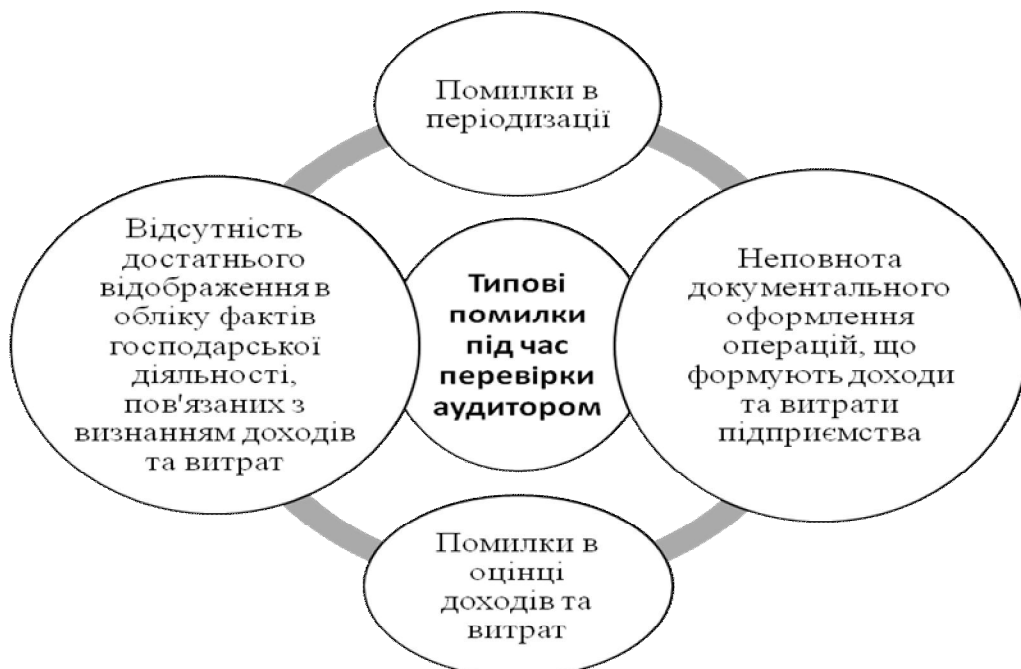 Помилки в
періодизації
Відсутність
достатнього
відображення в
обліку фактів
господарської
діяльності,
пов'язаних з
визнанням доходів
та витрат
Типові
помилки
під час
перевірки
аудитором
Неповнота
документального
оформлення
операцій, що
формують доходи
та витрати
підприємства
Помилки в
оцінці
доходів та
витрат